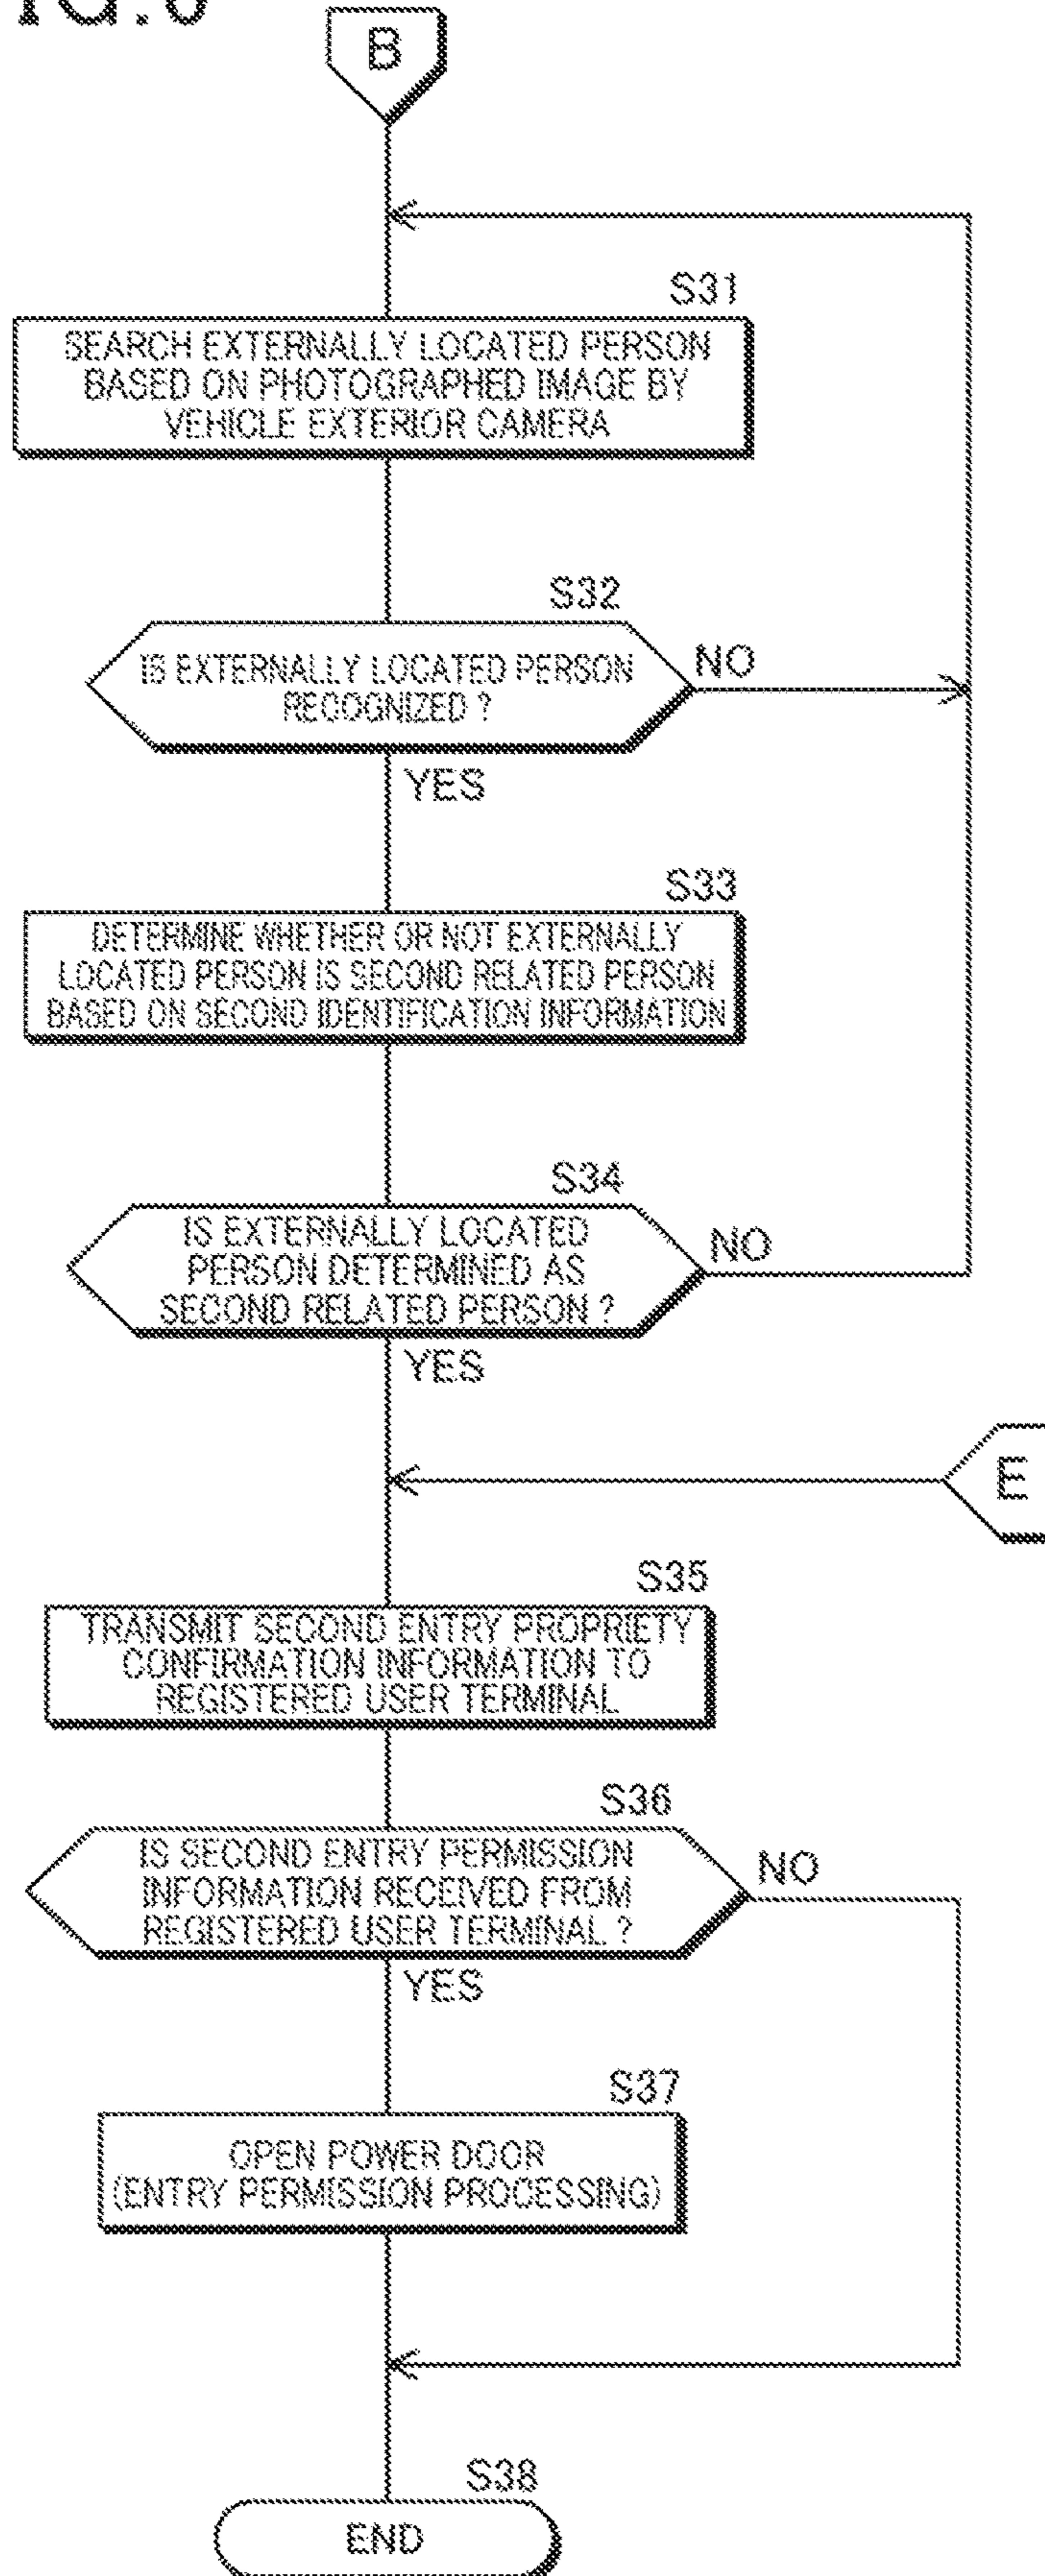 B
S31
SEARCH EXTERNALLY LOCATED PERSON
BASED ON PHOTOGRAPHED IMAGE BY
VEHICLE EXTERIOR CAMERA
S32
IS EXTERNALLY LOCATED PERSON
RECOGNIZED ?
NO
YES
S33
DETERMINE WHETHER OR NOT EXTERNALLY
LOCATED PERSON IS SECOND RELATED PERSON
BASED ON SECOND IDENTIFICATION INFORMATION
S34
IS EXTERNALLY LOCATED
PERSON DETERMINED AS
SECOND RELATED PERSON ?
NO
YES
E
S35
TRANSMIT SECOND ENTRY PROPRIETY
CONFIRMATION INFORMATION TO
REGISTERED USER TERMINAL
S36
IS SECOND ENTRY PERMISSION
INFORMATION RECEIVED FROM
REGISTERED USER TERMINAL ?
NO
YES
S37
OPEN POWER DOOR
(ENTRY PERMISSION PROCESSING)
S38
END